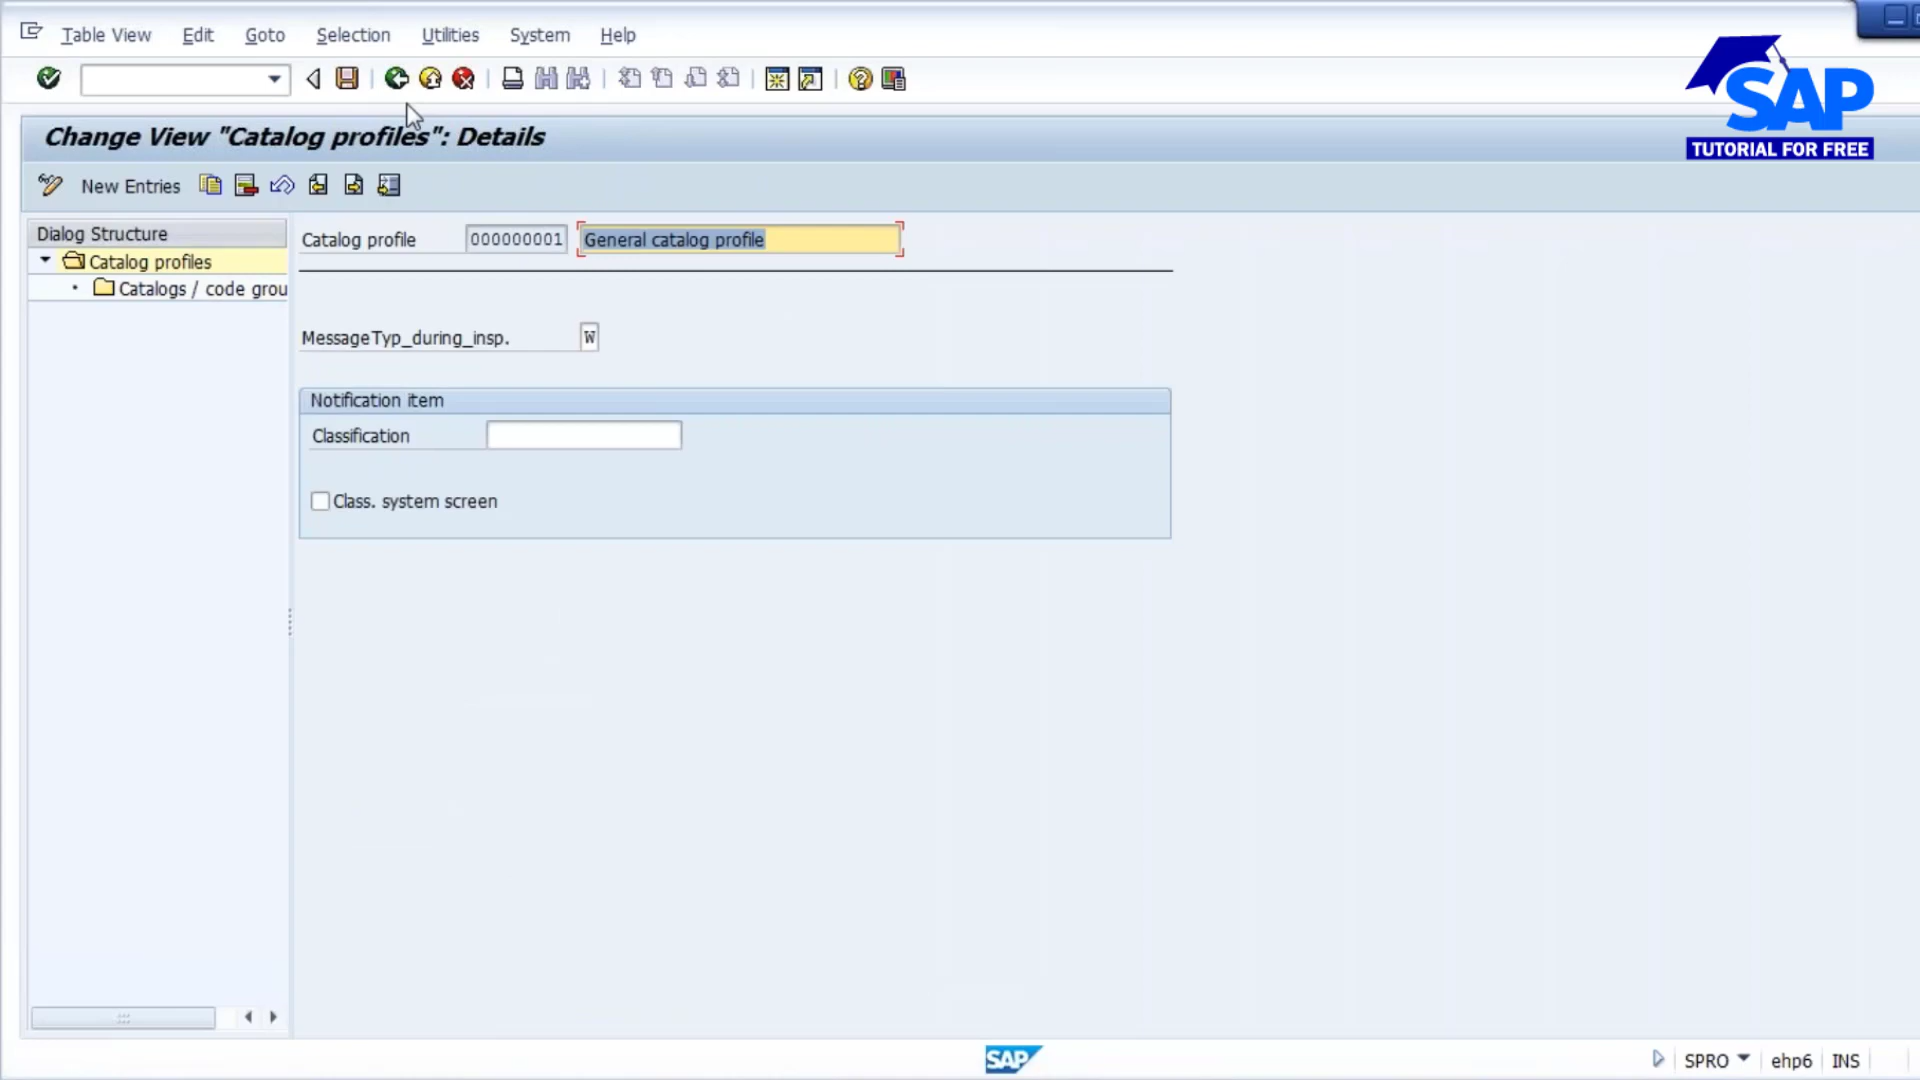 Table View Edit Goto Selection Utilities System Help
SAP
TUTORIAL FOR FREE
Change View "Catalog profiles": Details
New Entries
Dialog Structure
Catalog profiles
Catalogs / code grou
Catalog profile 000000001 General catalog profile
MessageTyp_during_insp. W
Notification item
Classification
Class. system screen
SAP
SPRO ehp6 INS